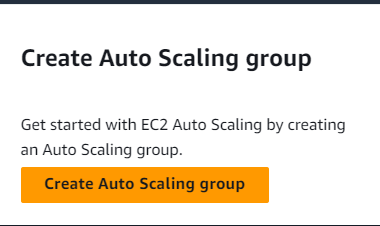 Create Auto Scaling group
Get started with EC2 Auto Scaling by creating
an Auto Scaling group.
Create Auto Scaling group